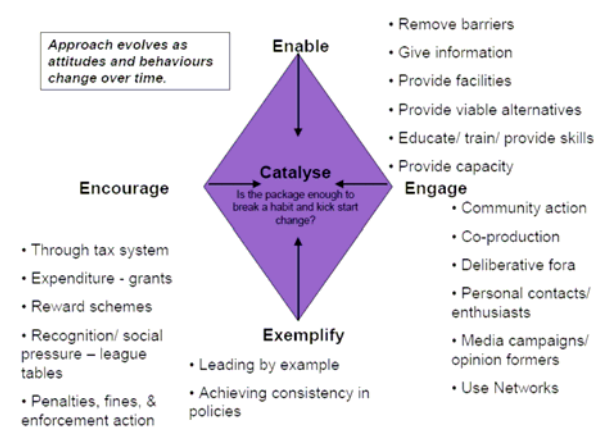 Approach evolves as
attitudes and behaviours
change over time.
Enable
• Remove barriers
• Give information
• Provide facilities
• Provide viable alternatives
• Educate/ train/ provide skills
• Provide capacity
Catalyse
Is the package enough to
break a habit and kick start
change?
Encourage
• Through tax system
• Expenditure - grants
• Reward schemes
• Recognition/ social
pressure – league
tables
• Penalties, fines, &
enforcement action
Engage
• Community action
• Co-production
• Deliberative fora
• Personal contacts/
enthusiasts
• Media campaigns/
opinion formers
• Use Networks
Exemplify
• Leading by example
• Achieving consistency in
policies